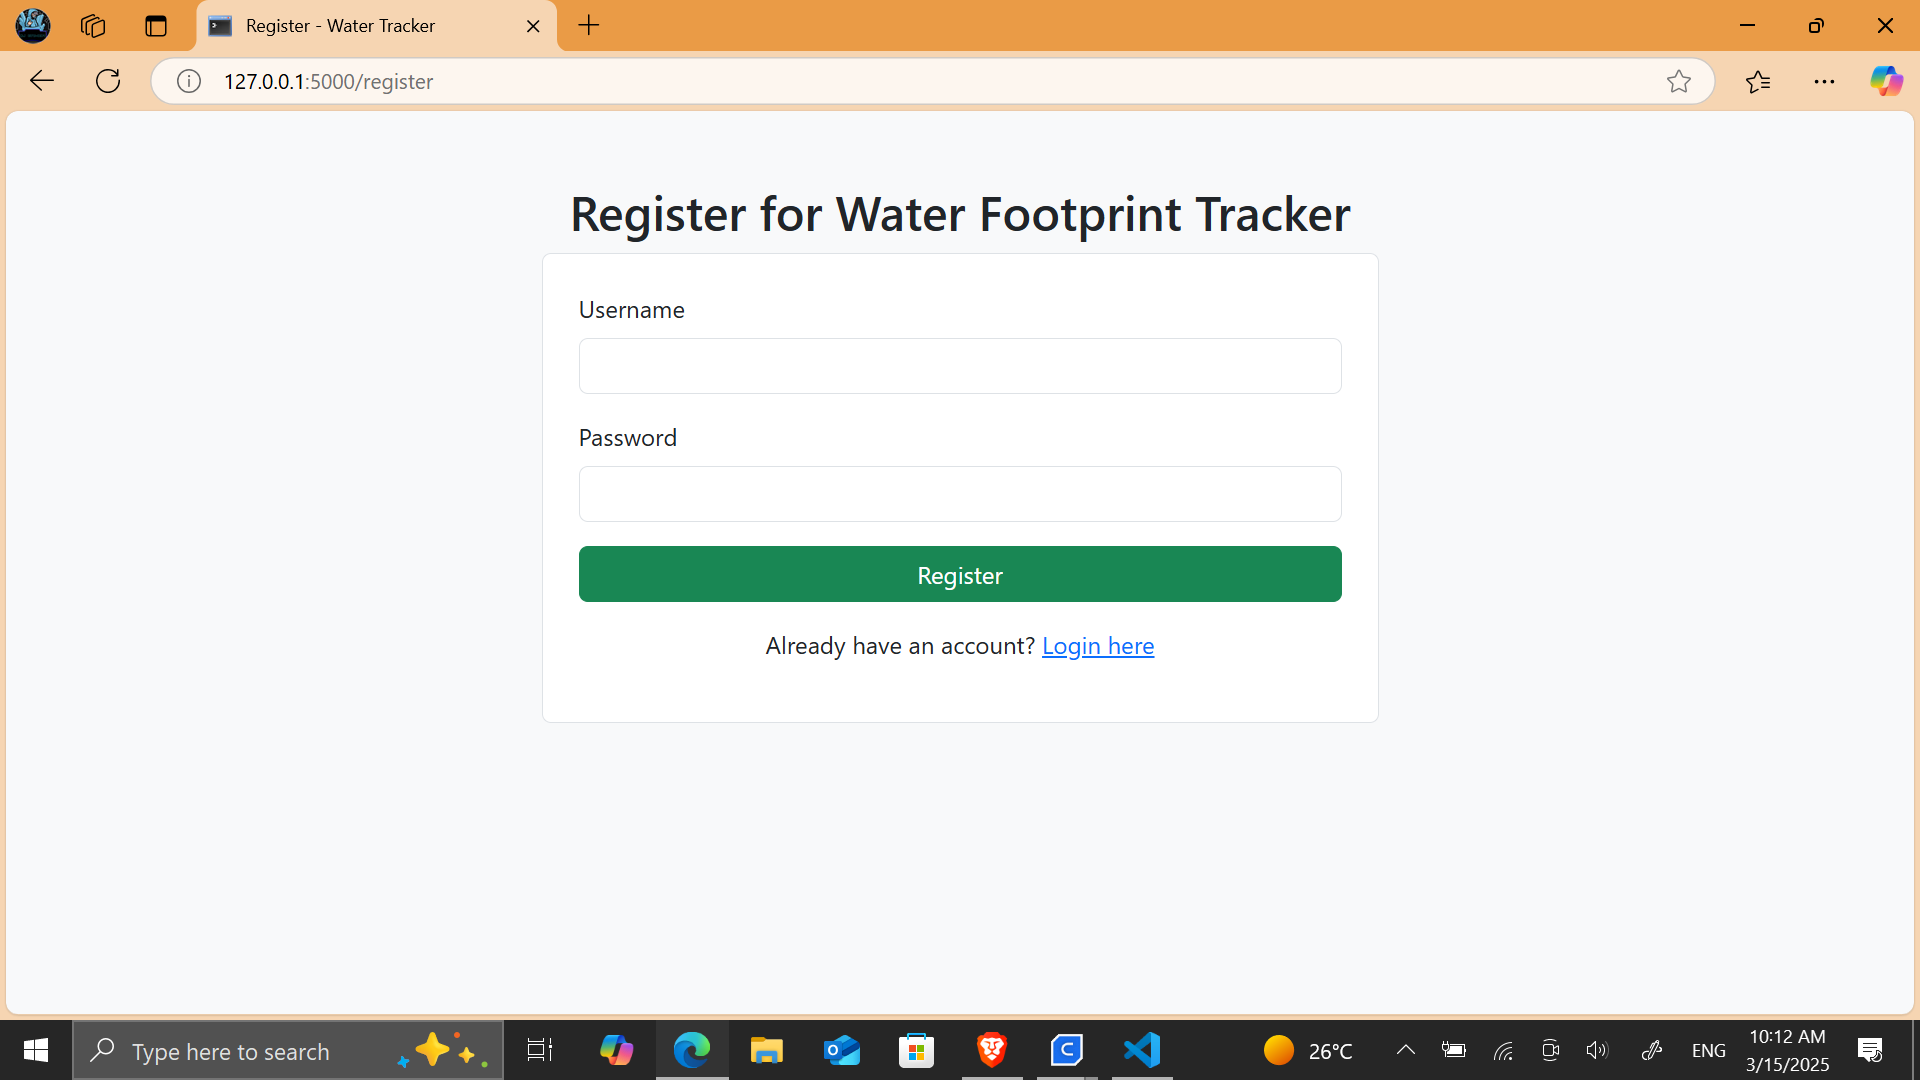 Register - Water Tracker
127.0.0.1:5000/register
Register for Water Footprint Tracker
Username
Password
Register
Already have an account? Login here
Type here to search
26°C
ENG
10:12 AM
3/15/2025